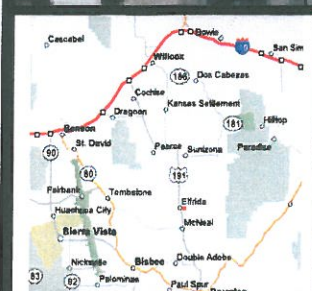 Bowie
Cascabel
10
San Sim
Willcox
186
Dos Cabezas
Cochise
Kansas Settlement
Dragoon
181
Hilltop
Benson
St. David
Paradise
90
Pearce
Sunizona
80
191
Fairbank
Tombstone
Elfrida
Huachuca City
McNeal
Sierra Vista
Bisbee
Double Adobe
Nicksville
83
92
Palominas
Paul Spur